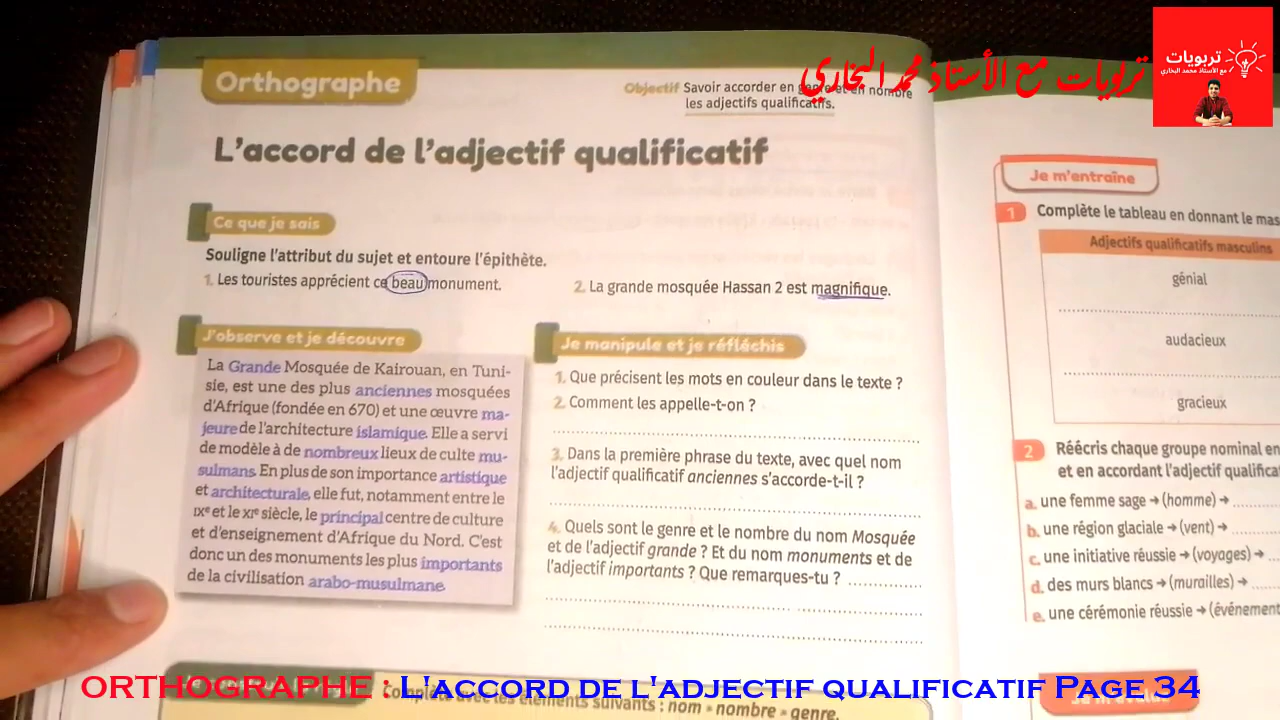 تربويات مع الأستاذ محمد البخاري
تربويات
مع الأستاذ محمد البخاري
Orthographe
Objectif Savoir accorder en genre et en nombre
les adjectifs qualificatifs.
L'accord de l'adjectif qualificatif
Ce que je sais
Souligne l'attribut du sujet et entoure l'épithète.
1. Les touristes apprécient ce beau monument.
2. La grande mosquée Hassan 2 est magnifique.
J'observe et je découvre
La Grande Mosquée de Kairouan, en Tuni-
sie, est une des plus anciennes mosquées
d'Afrique (fondée en 670) et une œuvre ma-
jeure de l'architecture islamique. Elle a servi
de modèle à de nombreux lieux de culte mu-
sulmans. En plus de son importance artistique
et architecturale, elle fut, notamment entre le
IXe et le XIe siècle, le principal centre de culture
et d'enseignement d'Afrique du Nord. C'est
donc un des monuments les plus importants
de la civilisation arabo-musulmane.
Je manipule et je réfléchis
1. Que précisent les mots en couleur dans le texte ?
2. Comment les appelle-t-on ?
3. Dans la première phrase du texte, avec quel nom
l'adjectif qualificatif anciennes s'accorde-t-il ?
4. Quels sont le genre et le nombre du nom Mosquée
et de l'adjectif grande ? Et du nom monuments et de
l'adjectif importants ? Que remarques-tu ?
Complète avec les éléments suivants : nom * nombre * genre.
Je m'entraîne
1 Complète le tableau en donnant le mas
Adjectifs qualificatifs masculins
génial
audacieux
gracieux
2 Réécris chaque groupe nominal en
et en accordant l'adjectif qualifica
a. une femme sage → (homme) →
b. une région glaciale → (vent) →
c. une initiative réussie → (voyages) →
d. des murs blancs → (murailles) →
e. une cérémonie réussie → (événement
Je m'évalue
ORTHOGRAPHE : L'accord de l'adjectif qualificatif Page 34